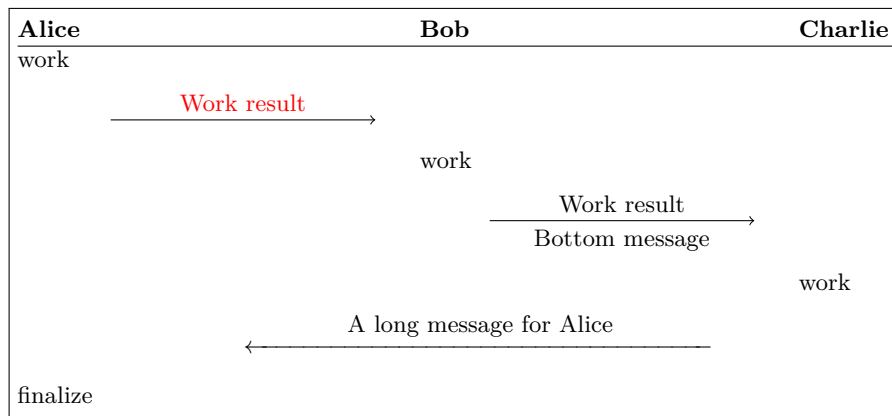 Alice Bob Charlie
work
Work result
work
Work result
Bottom message
work
A long message for Alice
finalize